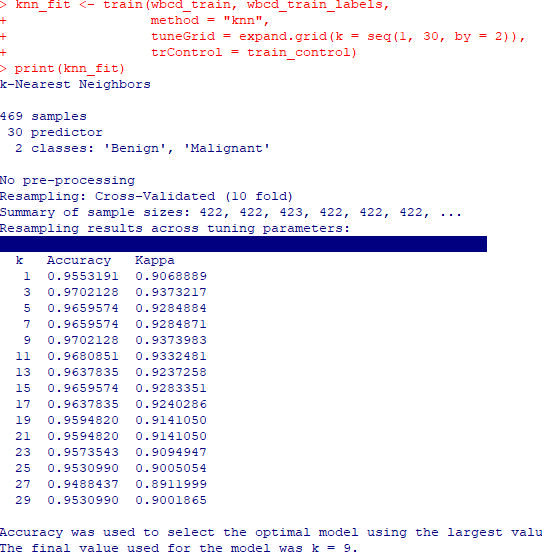 > knn_fit <- train(wbcd_train, wbcd_train_labels,
+                  method = "knn",
+                  tuneGrid = expand.grid(k = seq(1, 30, by = 2)),
+                  trControl = train_control)
> print(knn_fit)
k-Nearest Neighbors

469 samples
 30 predictor
  2 classes: 'Benign', 'Malignant'

No pre-processing
Resampling: Cross-Validated (10 fold)
Summary of sample sizes: 422, 422, 423, 422, 422, 422, ...
Resampling results across tuning parameters:

  k   Accuracy   Kappa
   1  0.9553191  0.9068889
   3  0.9702128  0.9373217
   5  0.9659574  0.9284884
   7  0.9659574  0.9284871
   9  0.9702128  0.9373983
  11  0.9680851  0.9332481
  13  0.9637835  0.9237258
  15  0.9659574  0.9283351
  17  0.9637835  0.9240286
  19  0.9594820  0.9141050
  21  0.9594820  0.9141050
  23  0.9573543  0.9094947
  25  0.9530990  0.9005054
  27  0.9488437  0.8911999
  29  0.9530990  0.9001865

Accuracy was used to select the optimal model using the largest valu
The final value used for the model was k = 9.